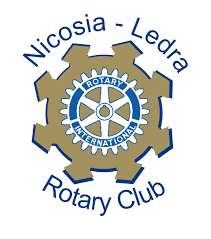 Nicosia - Ledra
ROTARY
INTERNATIONAL
Rotary Club